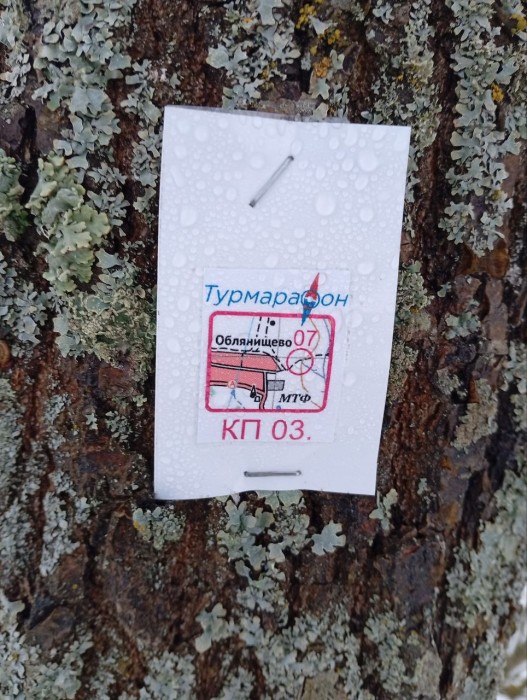 Турмарафон
07
Облянищево
МТФ
КП 03.